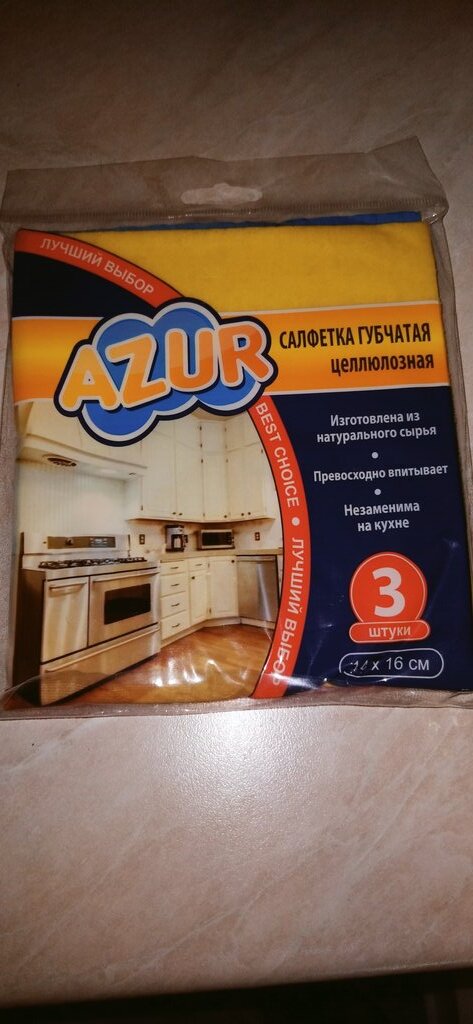 ЛУЧШИЙ ВЫБОР
AZUR
САЛФЕТКА ГУБЧАТАЯ
целлюлозная
BEST CHOICE • ЛУЧШИЙ ВЫБОР
Изготовлена из
натурального сырья
•
Превосходно впитывает
•
Незаменима
на кухне
3
штуки
x 16 см